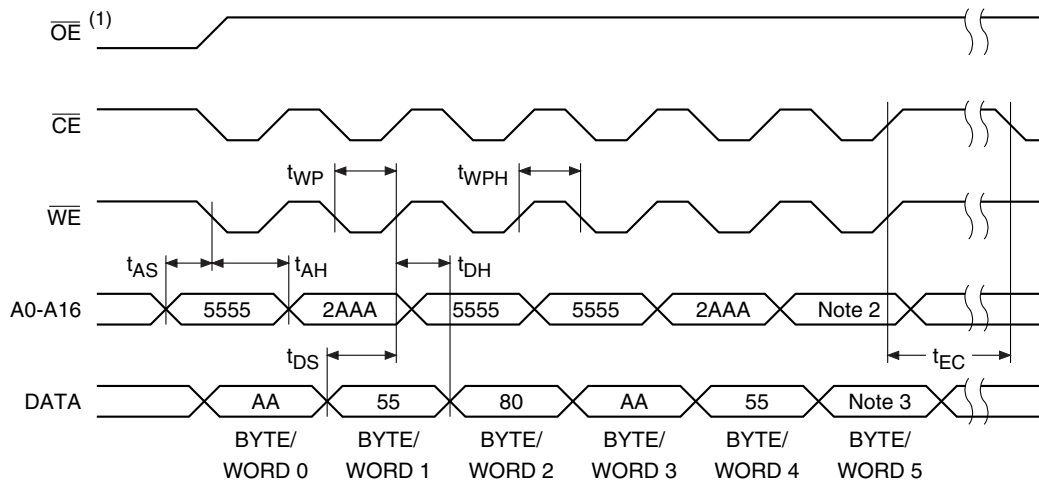 OE (1)
CE
tWP
tWPH
WE
tAS
tAH
tDH
A0-A16
5555
2AAA
5555
5555
2AAA
Note 2
tDS
tEC
DATA
AA
55
80
AA
55
Note 3
BYTE/
WORD 0
BYTE/
WORD 1
BYTE/
WORD 2
BYTE/
WORD 3
BYTE/
WORD 4
BYTE/
WORD 5